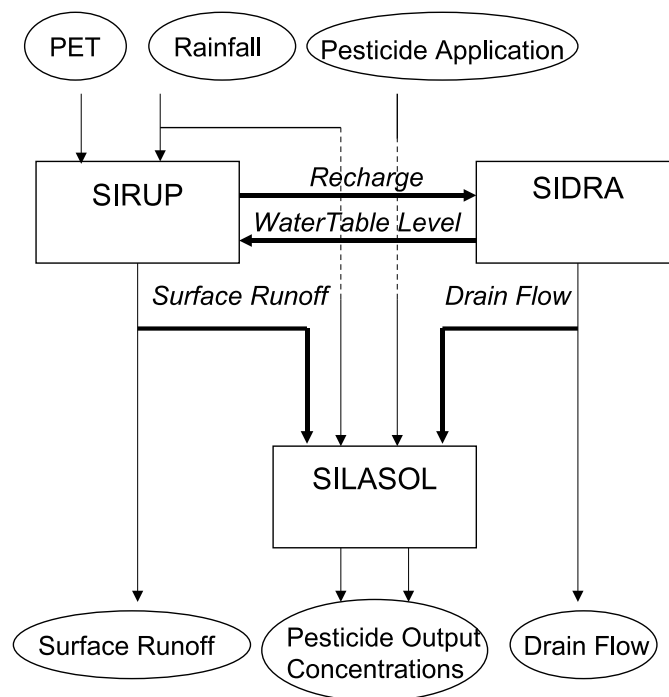 PET
Rainfall
Pesticide Application
SIRUP
Recharge
SIDRA
WaterTable Level
Surface Runoff
Drain Flow
SILASOL
Surface Runoff
Pesticide Output
Concentrations
Drain Flow